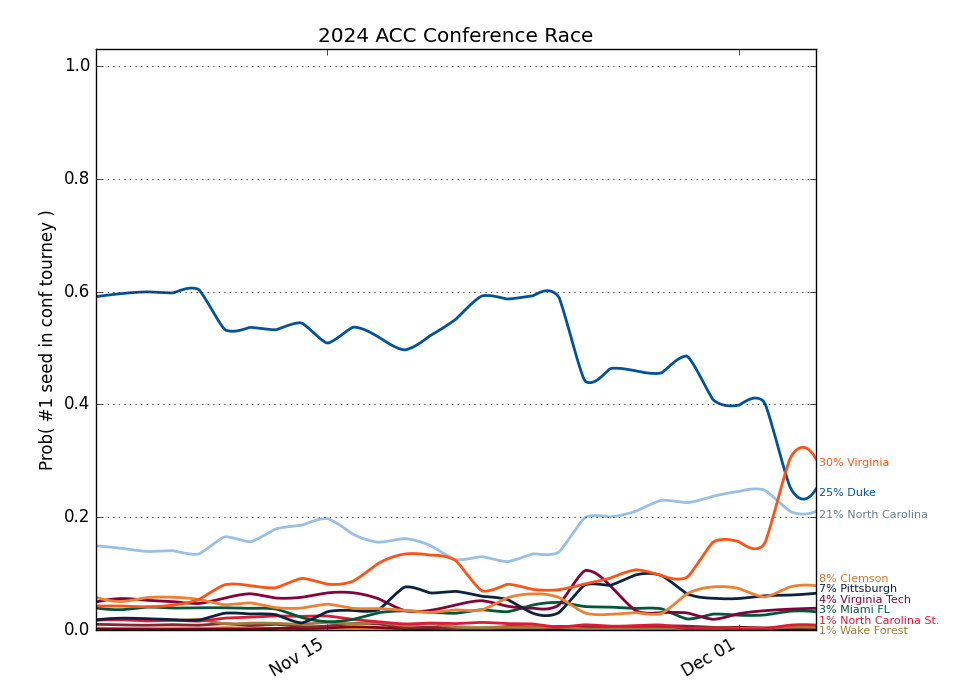 2024 ACC Conference Race
Prob( #1 seed in conf tourney )
1.0
0.8
0.6
0.4
0.2
0.0
Nov 15
Dec 01
30% Virginia
25% Duke
21% North Carolina
8% Clemson
7% Pittsburgh
4% Virginia Tech
3% Miami FL
1% North Carolina St.
1% Wake Forest